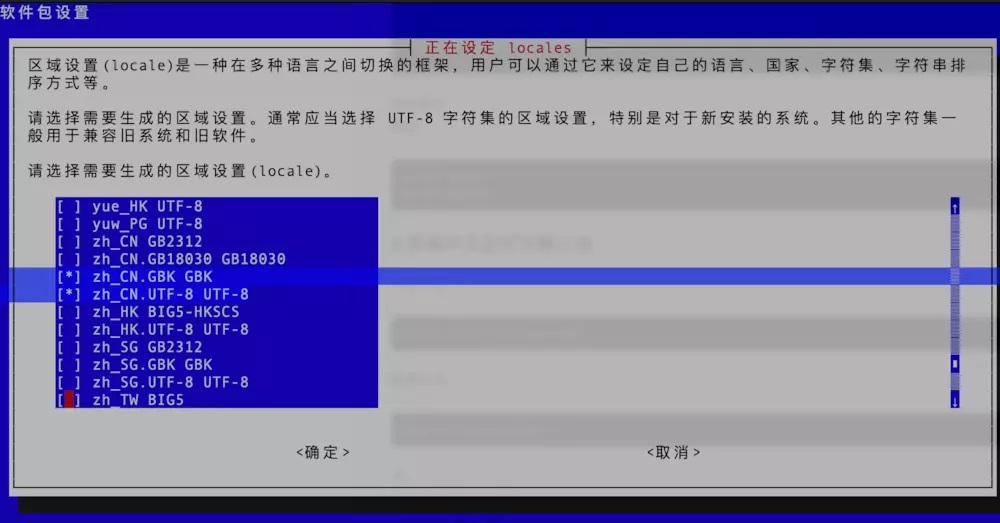 软件包设置
正在设定 locales
区域设置(locale)是一种在多种语言之间切换的框架，用户可以通过它来设定自己的语言、国家、字符集、字符串排
序方式等。
请选择需要生成的区域设置。通常应当选择 UTF-8 字符集的区域设置，特别是对于新安装的系统。其他的字符集一
般用于兼容旧系统和旧软件。
请选择需要生成的区域设置(locale)。
[ ] yue_HK UTF-8
[ ] yuw_PG UTF-8
[ ] zh_CN GB2312
[ ] zh_CN.GB18030 GB18030
[*] zh_CN.GBK GBK
[*] zh_CN.UTF-8 UTF-8
[ ] zh_HK BIG5-HKSCS
[ ] zh_HK.UTF-8 UTF-8
[ ] zh_SG GB2312
[ ] zh_SG.GBK GBK
[ ] zh_SG.UTF-8 UTF-8
[ ] zh_TW BIG5
<确定> <取消>